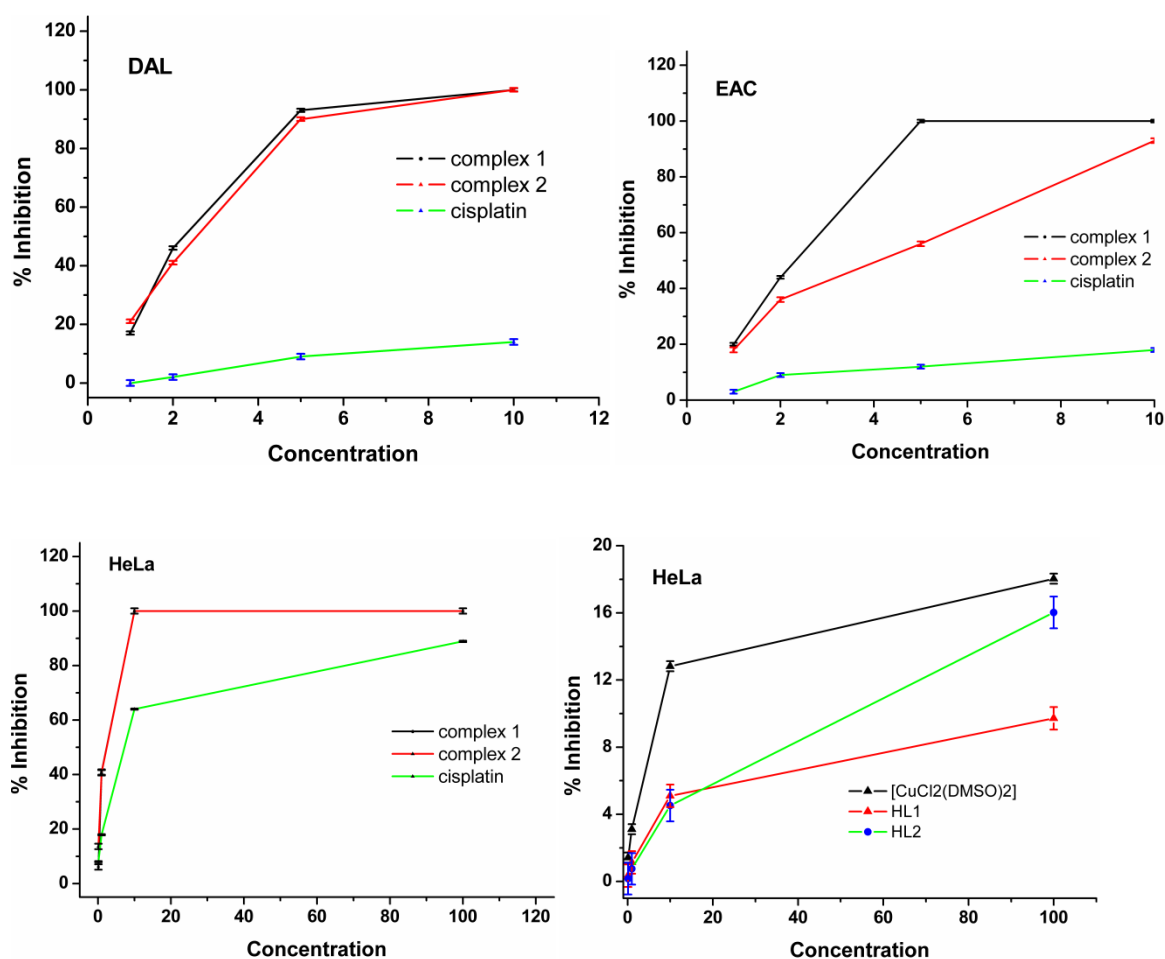 DAL
% Inhibition
120
100
80
60
40
20
0
complex 1
complex 2
cisplatin
0 2 4 6 8 10 12
Concentration
EAC
% Inhibition
120
100
80
60
40
20
0
complex 1
complex 2
cisplatin
0 2 4 6 8 10
Concentration
HeLa
% Inhibition
120
100
80
60
40
20
0
complex 1
complex 2
cisplatin
0 20 40 60 80 100 120
Concentration
HeLa
% Inhibition
20
16
12
8
4
0
[CuCl2(DMSO)2]
HL1
HL2
0 20 40 60 80 100
Concentration